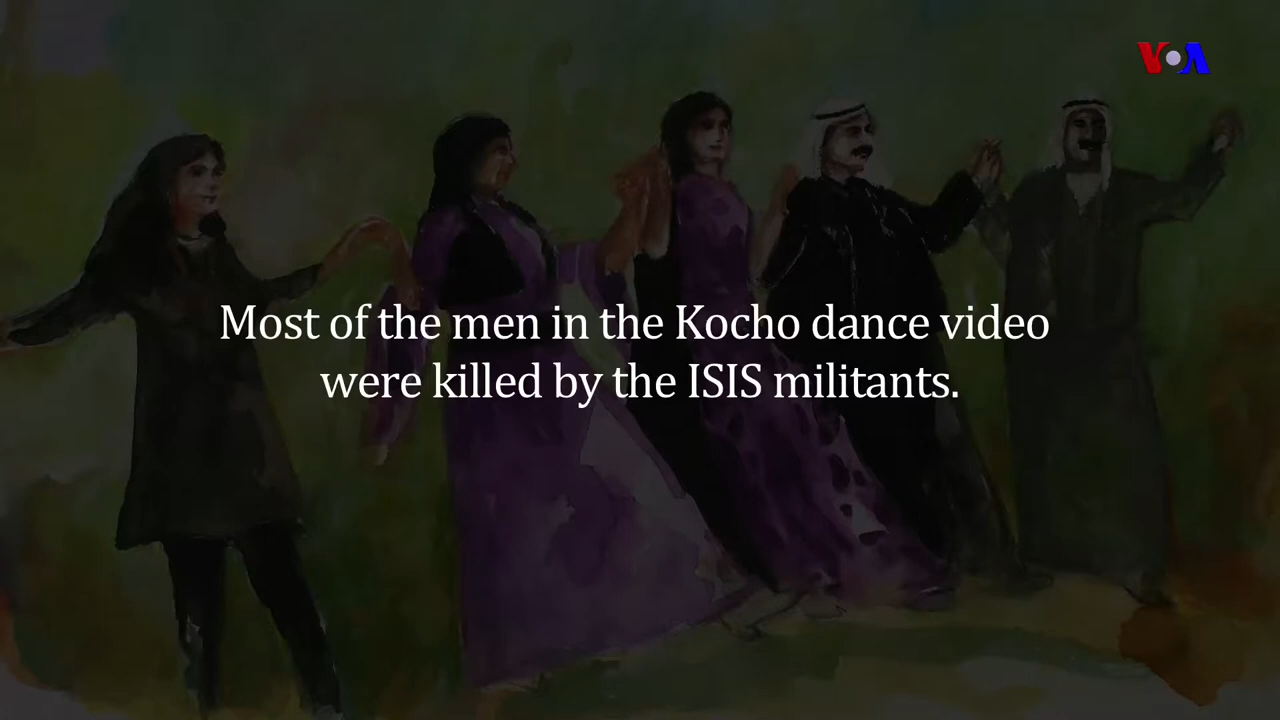 VOA
Most of the men in the Kocho dance video
were killed by the ISIS militants.